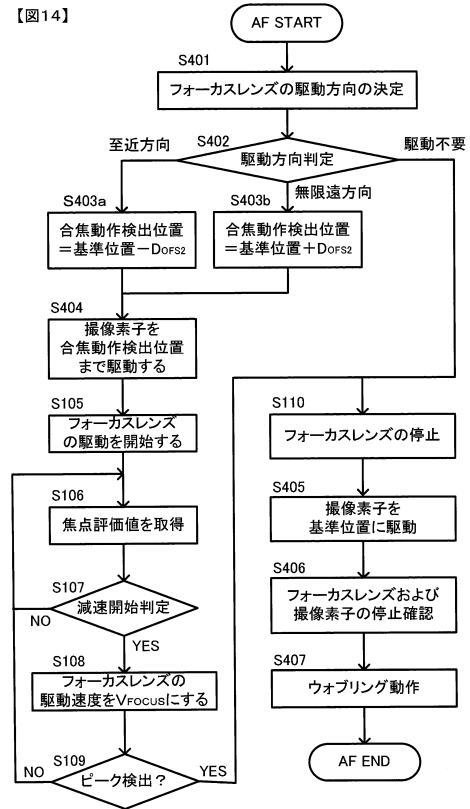 【図14】
AF START
S401
フォーカスレンズの駆動方向の決定
S402
駆動方向判定
至近方向
無限遠方向
駆動不要
S403a
合焦動作検出位置
＝基準位置－DOFS2
S403b
合焦動作検出位置
＝基準位置＋DOFS2
S404
撮像素子を
合焦動作検出位置
まで駆動する
S105
フォーカスレンズ
の駆動を開始する
S106
焦点評価値を取得
S107
減速開始判定
NO
YES
S108
フォーカスレンズの
駆動速度をVFOCUSにする
S109
ピーク検出？
NO
YES
S110
フォーカスレンズの停止
S405
撮像素子を
基準位置に駆動
S406
フォーカスレンズおよび
撮像素子の停止確認
S407
ウォブリング動作
AF END